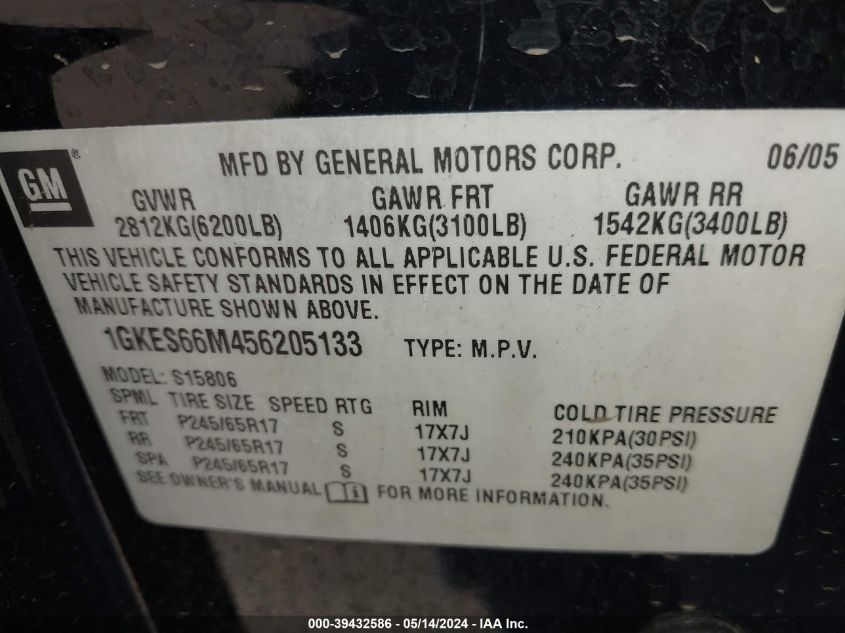 GM®
MFD BY GENERAL MOTORS CORP. 06/05
GVWR GAWR FRT GAWR RR
2812KG(6200LB) 1406KG(3100LB) 1542KG(3400LB)
THIS VEHICLE CONFORMS TO ALL APPLICABLE U.S. FEDERAL MOTOR
VEHICLE SAFETY STANDARDS IN EFFECT ON THE DATE OF
MANUFACTURE SHOWN ABOVE.
1GKES66M456205133 TYPE: M.P.V.
MODEL: S15806
SPML TIRE SIZE SPEED RTG RIM COLD TIRE PRESSURE
FRT P245/65R17 S 17X7J 210KPA(30PSI)
RR P245/65R17 S 17X7J 240KPA(35PSI)
SPA P245/65R17 S 17X7J 240KPA(35PSI)
SEE OWNER'S MANUAL FOR MORE INFORMATION.
000-39432586 - 05/14/2024 - IAA Inc.